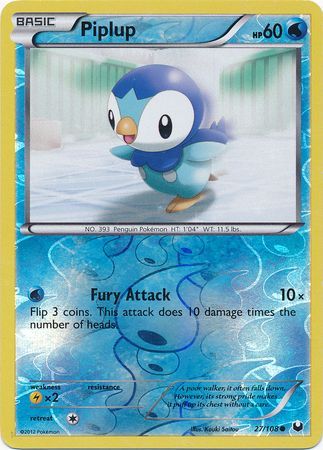 BASIC
Piplup
HP60
NO. 393 Penguin Pokémon HT: 1'04" WT: 11.5 lbs.
Fury Attack 10×
Flip 3 coins. This attack does 10 damage times the
number of heads.
weakness resistance
×2
A poor walker, it often falls down.
However, its strong pride makes
it puff up its chest without a care.
retreat
©2012 Pokémon
Illus. Kouki Saitou
27/108